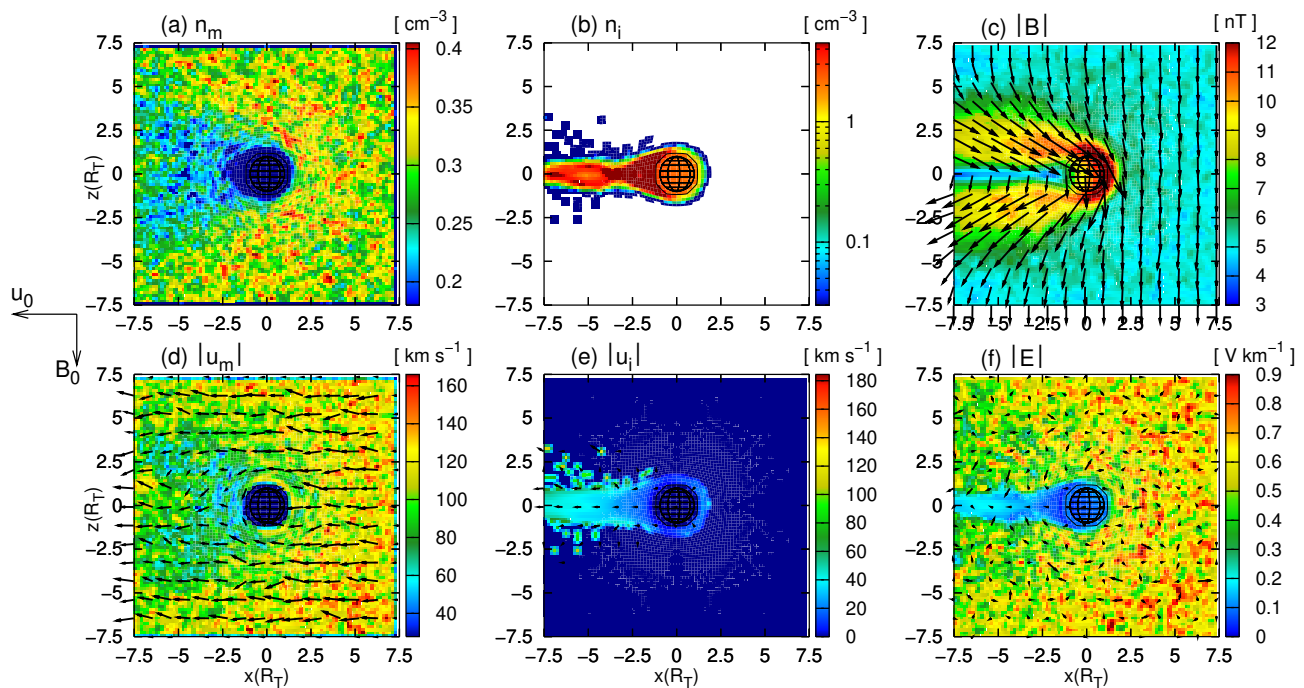 (a) n_m [ cm⁻³ ] (b) n_i [ cm⁻³ ] (c) |B| [ nT ]
7.5 0.4 7.5 7.5 12
5 5 5 11
0.35 10
2.5 2.5 1 2.5 9
z(R_T) 0 0.3 0 0 8
−2.5 0.25 −2.5 −2.5 7
6
−5 −5 0.1 −5 5
0.2 4
−7.5 −7.5 −7.5 3
−7.5 −5 −2.5 0 2.5 5 7.5 −7.5 −5 −2.5 0 2.5 5 7.5 −7.5 −5 −2.5 0 2.5 5 7.5
u_0
B_0
(d) |u_m| [ km s⁻¹ ] (e) |u_i| [ km s⁻¹ ] (f) |E| [ V km⁻¹ ]
7.5 160 7.5 180 7.5 0.9
5 140 5 160 5 0.8
140 0.7
2.5 120 2.5 120 2.5 0.6
z(R_T) 0 100 0 100 0 0.5
80 80 0.4
−2.5 −2.5 60 −2.5 0.3
−5 60 −5 40 −5 0.2
40 20 0.1
−7.5 −7.5 0 −7.5 0
−7.5 −5 −2.5 0 2.5 5 7.5 −7.5 −5 −2.5 0 2.5 5 7.5 −7.5 −5 −2.5 0 2.5 5 7.5
x(R_T) x(R_T) x(R_T)